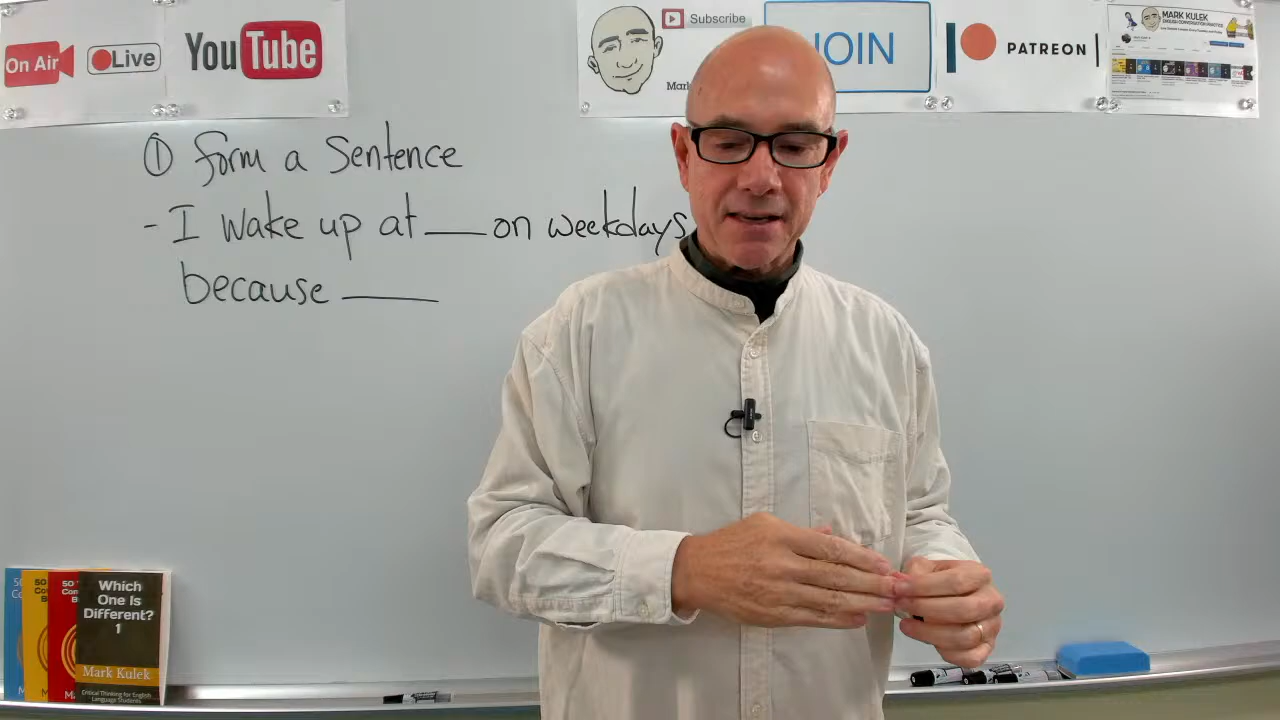 On Air
Live
YouTube
Subscribe
Mark
JOIN
PATREON
MARK KULEK
① form a Sentence
- I wake up at ___ on weekdays
because ___
Which
One Is
Different?
1
Mark Kulek
Critical Thinking for English
Language Students